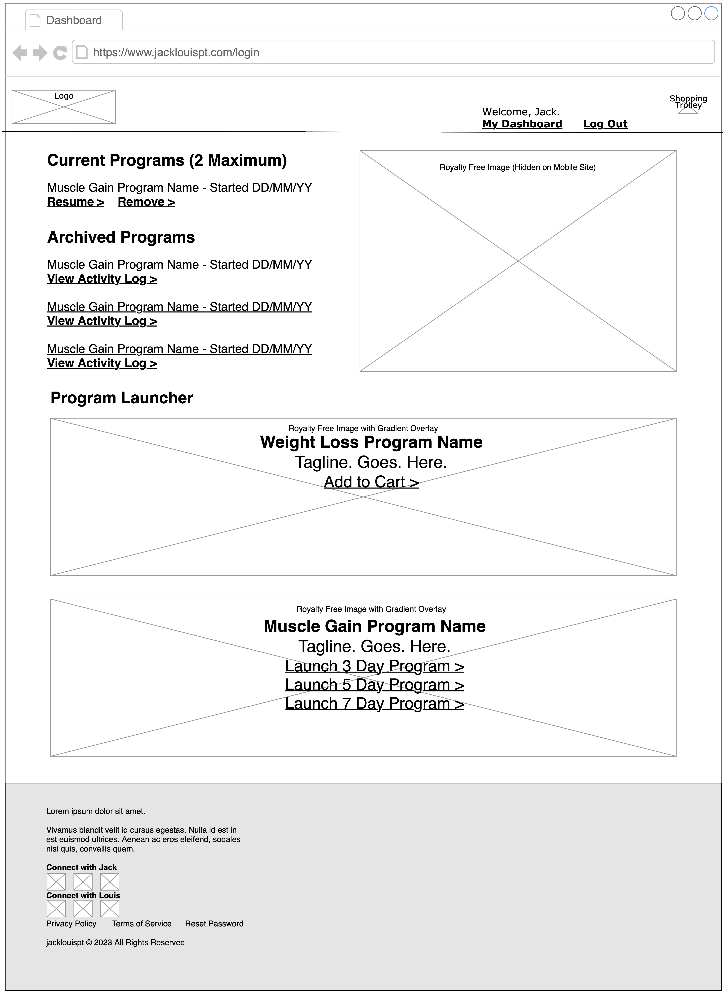 Dashboard
https://www.jacklouispt.com/login
Logo
Shopping
Trolley
Welcome, Jack.
My Dashboard Log Out
Current Programs (2 Maximum)
Muscle Gain Program Name - Started DD/MM/YY
Resume > Remove >
Archived Programs
Muscle Gain Program Name - Started DD/MM/YY
View Activity Log >
Muscle Gain Program Name - Started DD/MM/YY
View Activity Log >
Muscle Gain Program Name - Started DD/MM/YY
View Activity Log >
Royalty Free Image (Hidden on Mobile Site)
Program Launcher
Royalty Free Image with Gradient Overlay
Weight Loss Program Name
Tagline. Goes. Here.
Add to Cart >
Royalty Free Image with Gradient Overlay
Muscle Gain Program Name
Tagline. Goes. Here.
Launch 3 Day Program >
Launch 5 Day Program >
Launch 7 Day Program >
Lorem ipsum dolor sit amet.
Vivamus blandit velit id cursus egestas. Nulla id est in
est euismod ultrices. Aenean ac eros eleifend, sodales
nisi quis, convallis quam.
Connect with Jack
Connect with Louis
Privacy Policy Terms of Service Reset Password
jacklouispt © 2023 All Rights Reserved